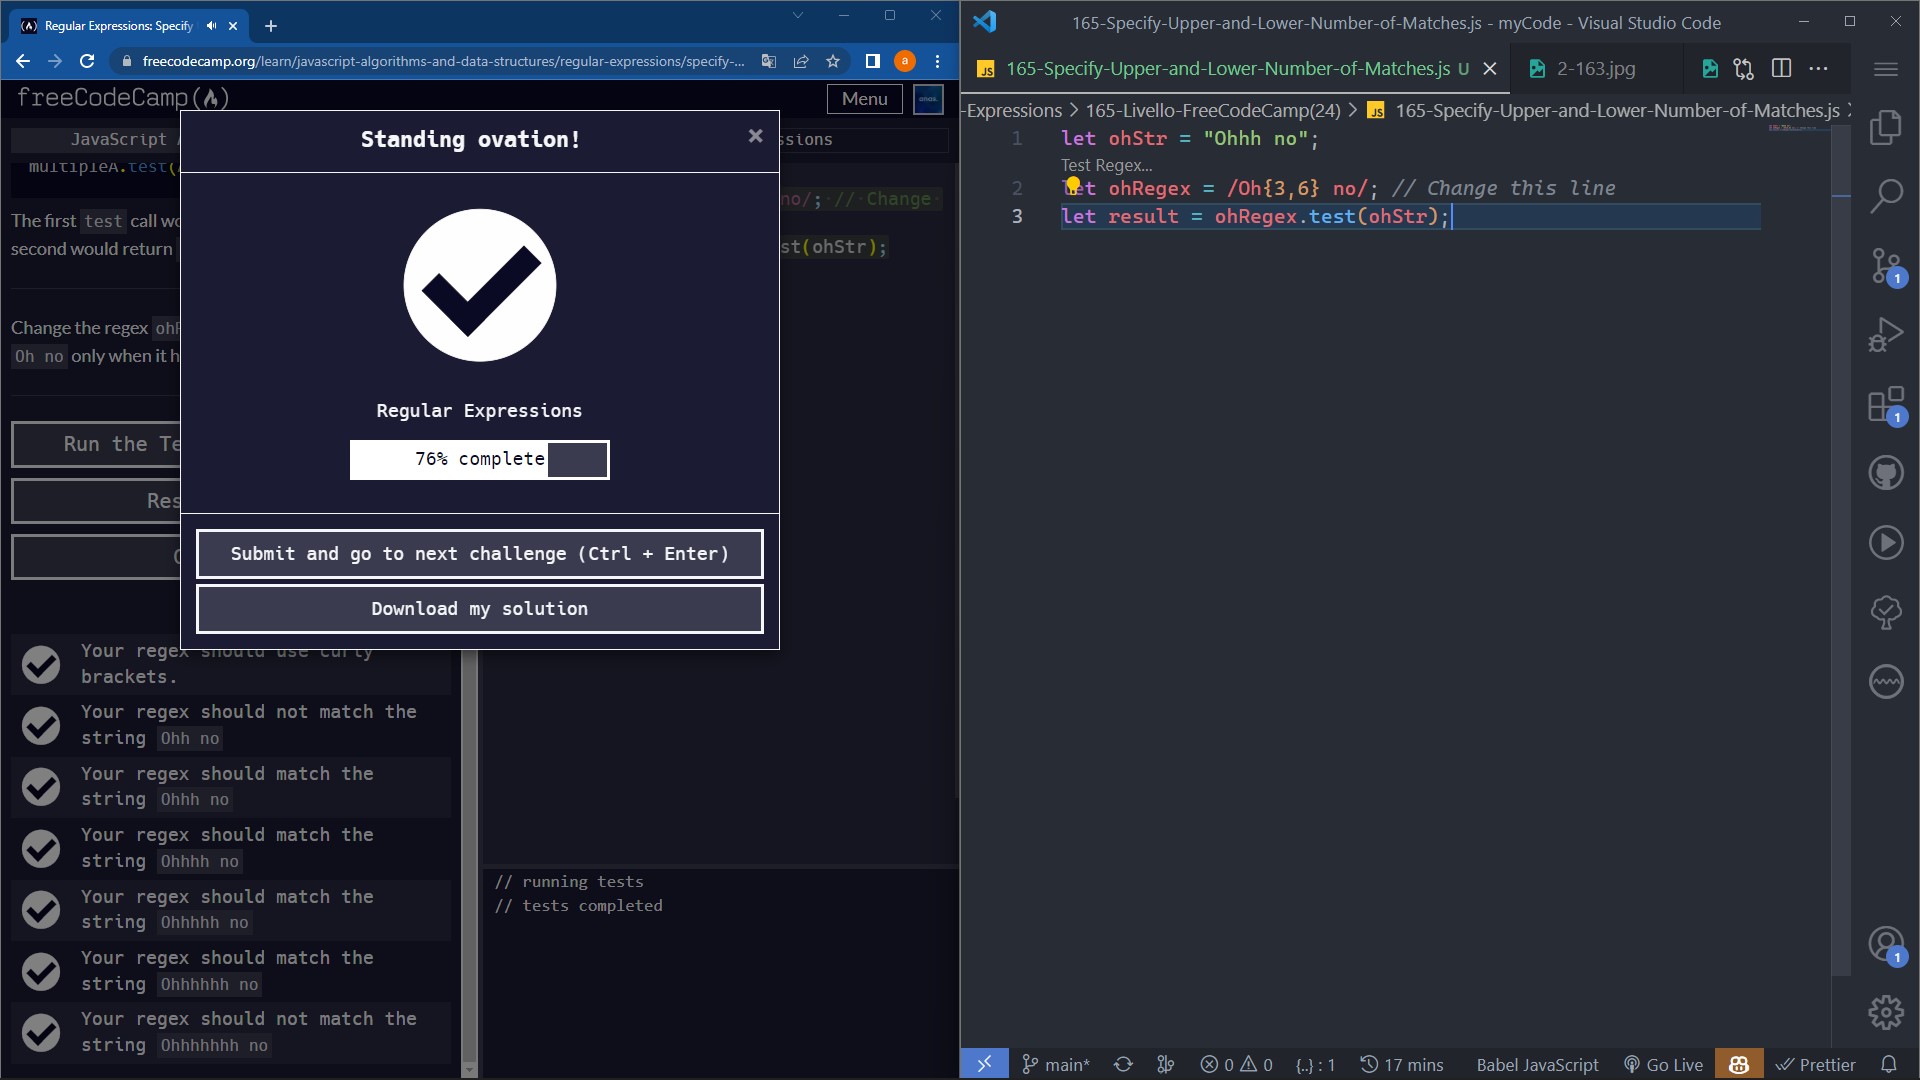 Regular Expressions: Specify
freecodecamp.org/learn/javascript-algorithms-and-data-structures/regular-expressions/specify-...
a
freeCodeCamp(🔥)
Menu
JavaScript
ssions
multipleA.test(
The first test call wo
second would return
Change the regex ohR
Oh no only when it h
Run the Te
Res
Standing ovation!
Regular Expressions
76% complete
Submit and go to next challenge (Ctrl + Enter)
Download my solution
no/; // Change
st(ohStr);
Your regex should use curly
brackets.
Your regex should not match the
string Ohh no
Your regex should match the
string Ohhh no
Your regex should match the
string Ohhhh no
Your regex should match the
string Ohhhhh no
Your regex should match the
string Ohhhhhh no
Your regex should not match the
string Ohhhhhhh no
// running tests
// tests completed
165-Specify-Upper-and-Lower-Number-of-Matches.js - myCode - Visual Studio Code
JS 165-Specify-Upper-and-Lower-Number-of-Matches.js U
2-163.jpg
-Expressions > 165-Livello-FreeCodeCamp(24) > JS 165-Specify-Upper-and-Lower-Number-of-Matches.js >
1 let ohStr = "Ohhh no";
Test Regex...
2 let ohRegex = /Oh{3,6} no/; // Change this line
3 let result = ohRegex.test(ohStr);
1
1
1
main* 0 0 {..} : 1 17 mins Babel JavaScript Go Live Prettier